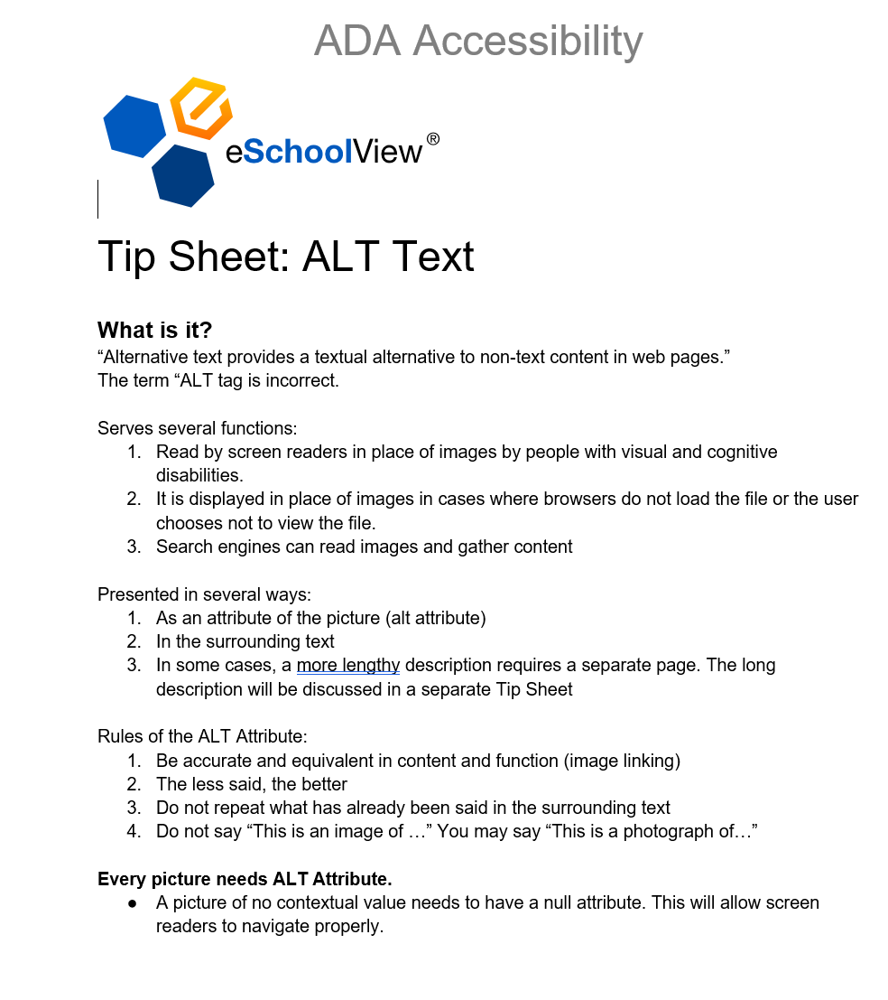 ADA Accessibility
eSchoolView®
Tip Sheet: ALT Text
What is it?
“Alternative text provides a textual alternative to non-text content in web pages.”
The term “ALT tag is incorrect.
Serves several functions:
1. Read by screen readers in place of images by people with visual and cognitive
disabilities.
2. It is displayed in place of images in cases where browsers do not load the file or the user
chooses not to view the file.
3. Search engines can read images and gather content
Presented in several ways:
1. As an attribute of the picture (alt attribute)
2. In the surrounding text
3. In some cases, a more lengthy description requires a separate page. The long
description will be discussed in a separate Tip Sheet
Rules of the ALT Attribute:
1. Be accurate and equivalent in content and function (image linking)
2. The less said, the better
3. Do not repeat what has already been said in the surrounding text
4. Do not say “This is an image of …” You may say “This is a photograph of…”
Every picture needs ALT Attribute.
● A picture of no contextual value needs to have a null attribute. This will allow screen
readers to navigate properly.